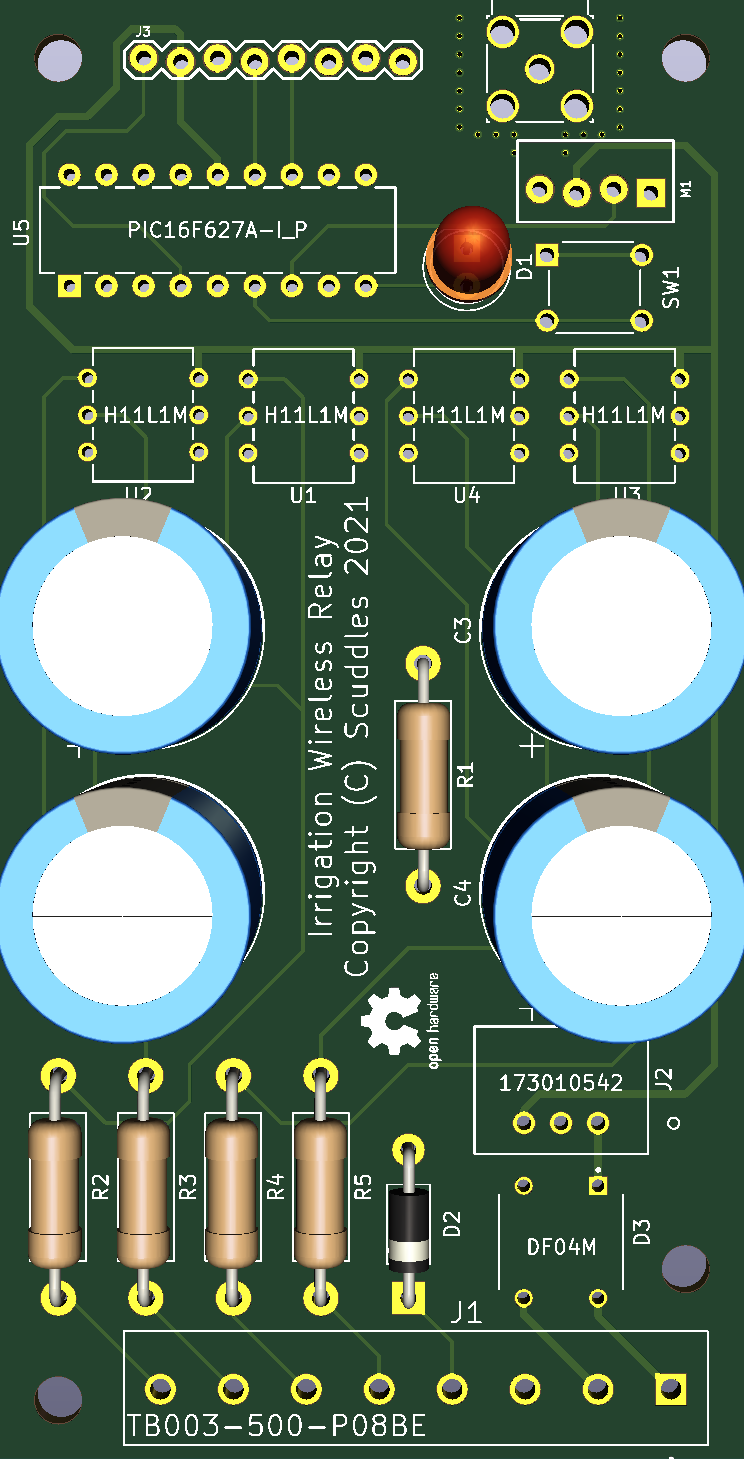 J3
M1
U5
PIC16F627A-I_P
D1
SW1
H11L1M
H11L1M
H11L1M
H11L1M
U2
U1
U4
U3
Irrigation Wireless Relay
Copyright (C) Scuddles 2021
C3
R1
C4
open hardware
173010542
J2
R2
R3
R4
R5
D2
DF04M
D3
J1
TB003-500-P08BE